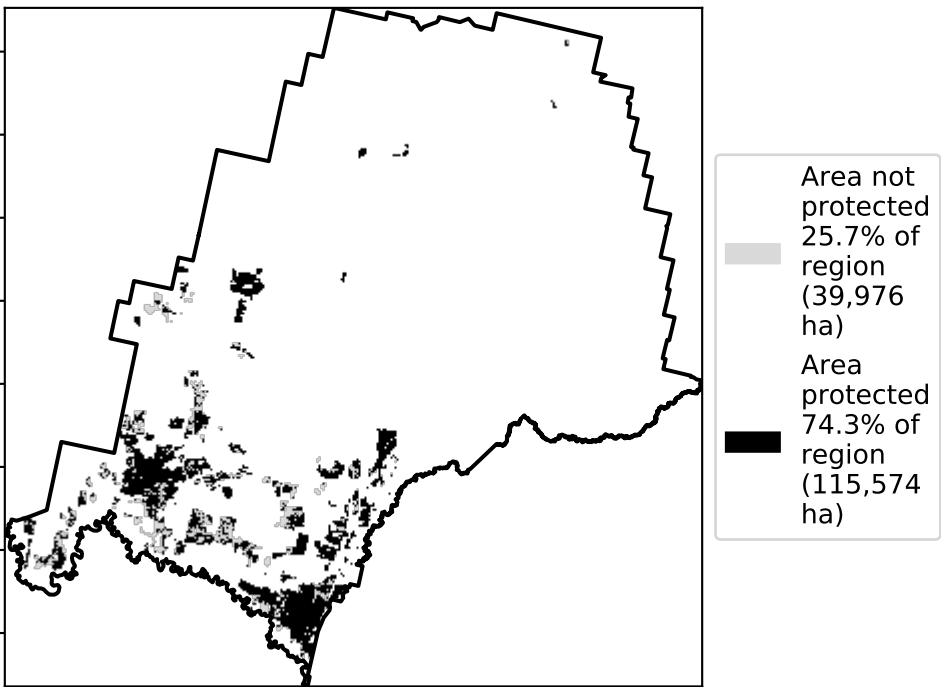 Area not
protected
25.7% of
region
(39,976
ha)
Area
protected
74.3% of
region
(115,574
ha)